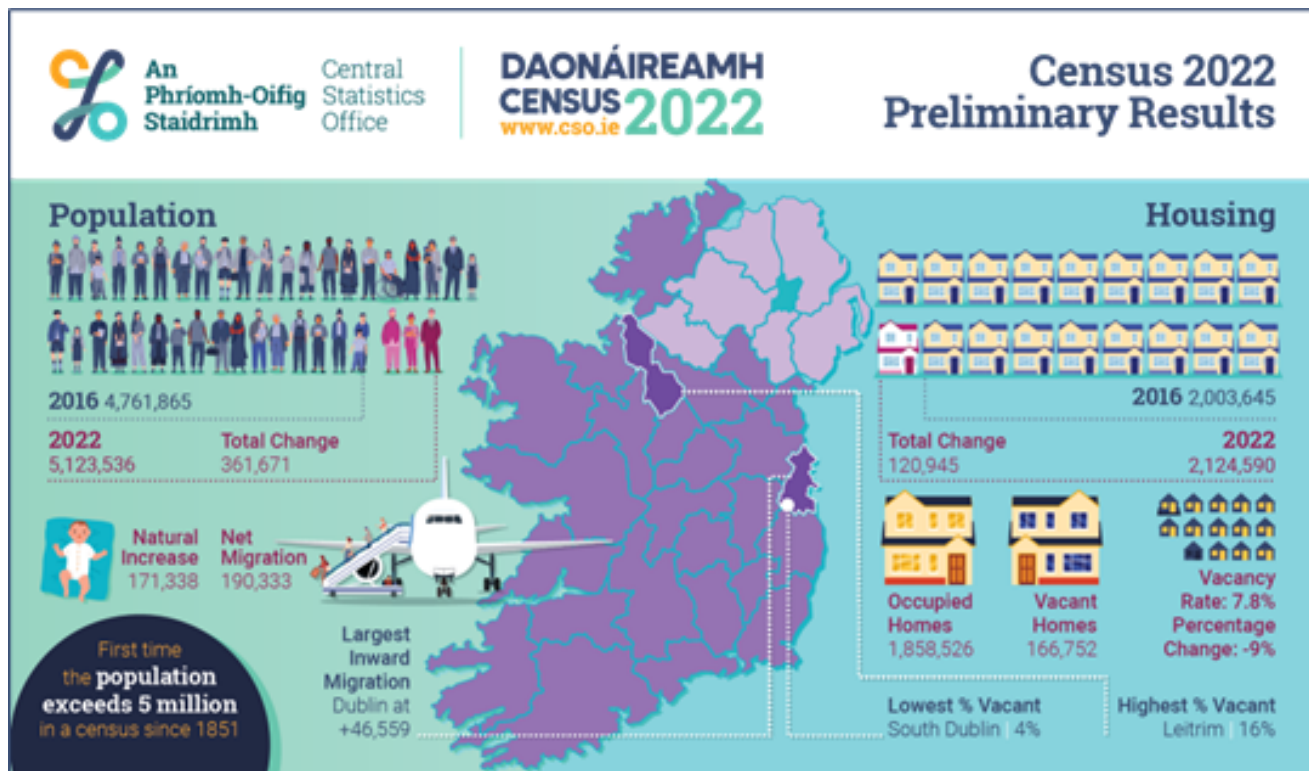 An
Phríomh-Oifig
Staidrimh
Central
Statistics
Office
DAONÁIREAMH
CENSUS 2022
www.cso.ie
Census 2022
Preliminary Results
Population
2016 4,761,865
2022
5,123,536
Total Change
361,671
Natural
Increase
171,338
Net
Migration
190,333
First time
the population
exceeds 5 million
in a census since 1851
Largest
Inward
Migration
Dublin at
+46,559
Housing
2016 2,003,645
Total Change
120,945
2022
2,124,590
Occupied
Homes
1,858,526
Vacant
Homes
166,752
Vacancy
Rate: 7.8%
Percentage
Change: -9%
Lowest % Vacant
South Dublin | 4%
Highest % Vacant
Leitrim | 16%